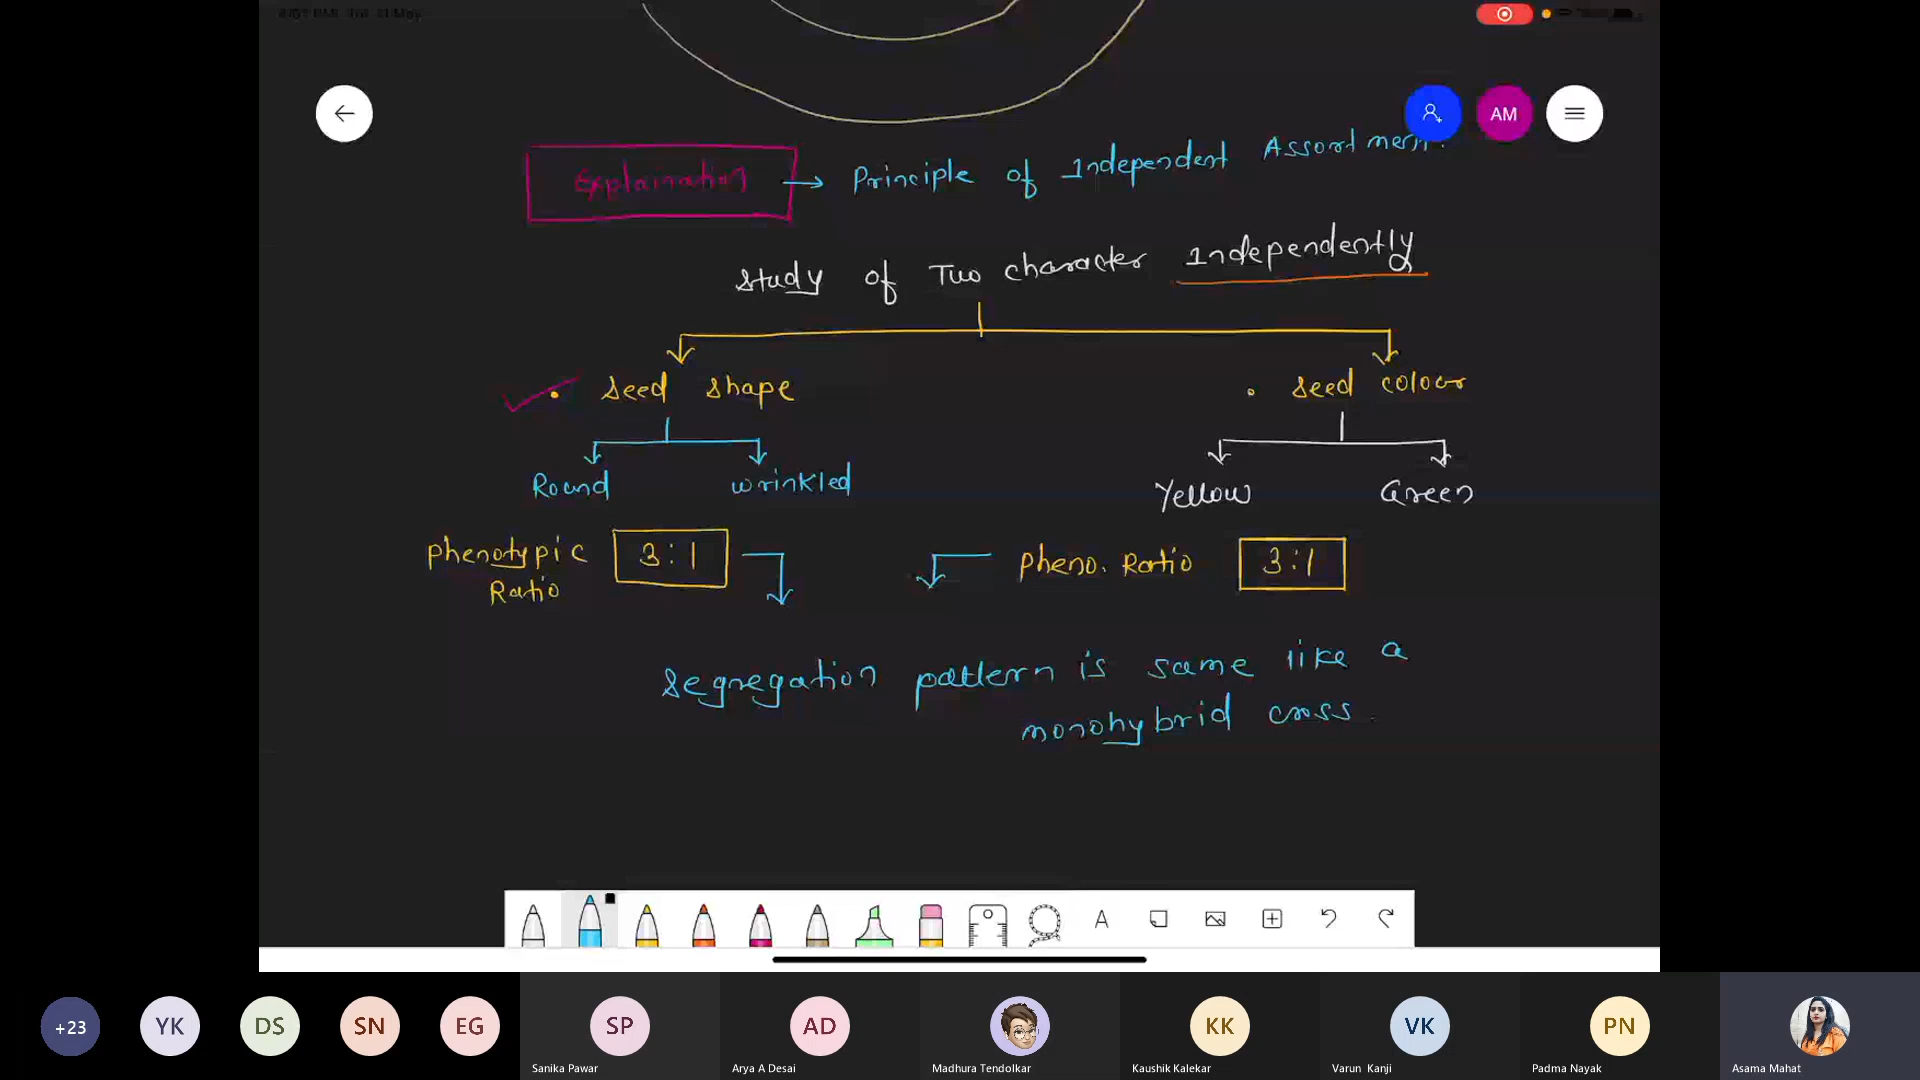 AM
Explaination → Principle of Independent Assortment.
Study of Two character Independently
• Seed shape
• Seed colour
Round wrinkled
Yellow Green
Phenotypic Ratio 3:1
Pheno. Ratio 3:1
Segregation pattern is same like a
monohybrid cross.
A
+23 YK DS SN EG SP AD KK VK PN
Sanika Pawar Arya A Desai Madhura Tendolkar Kaushik Kalekar Varun Kanji Padma Nayak Asama Mahat